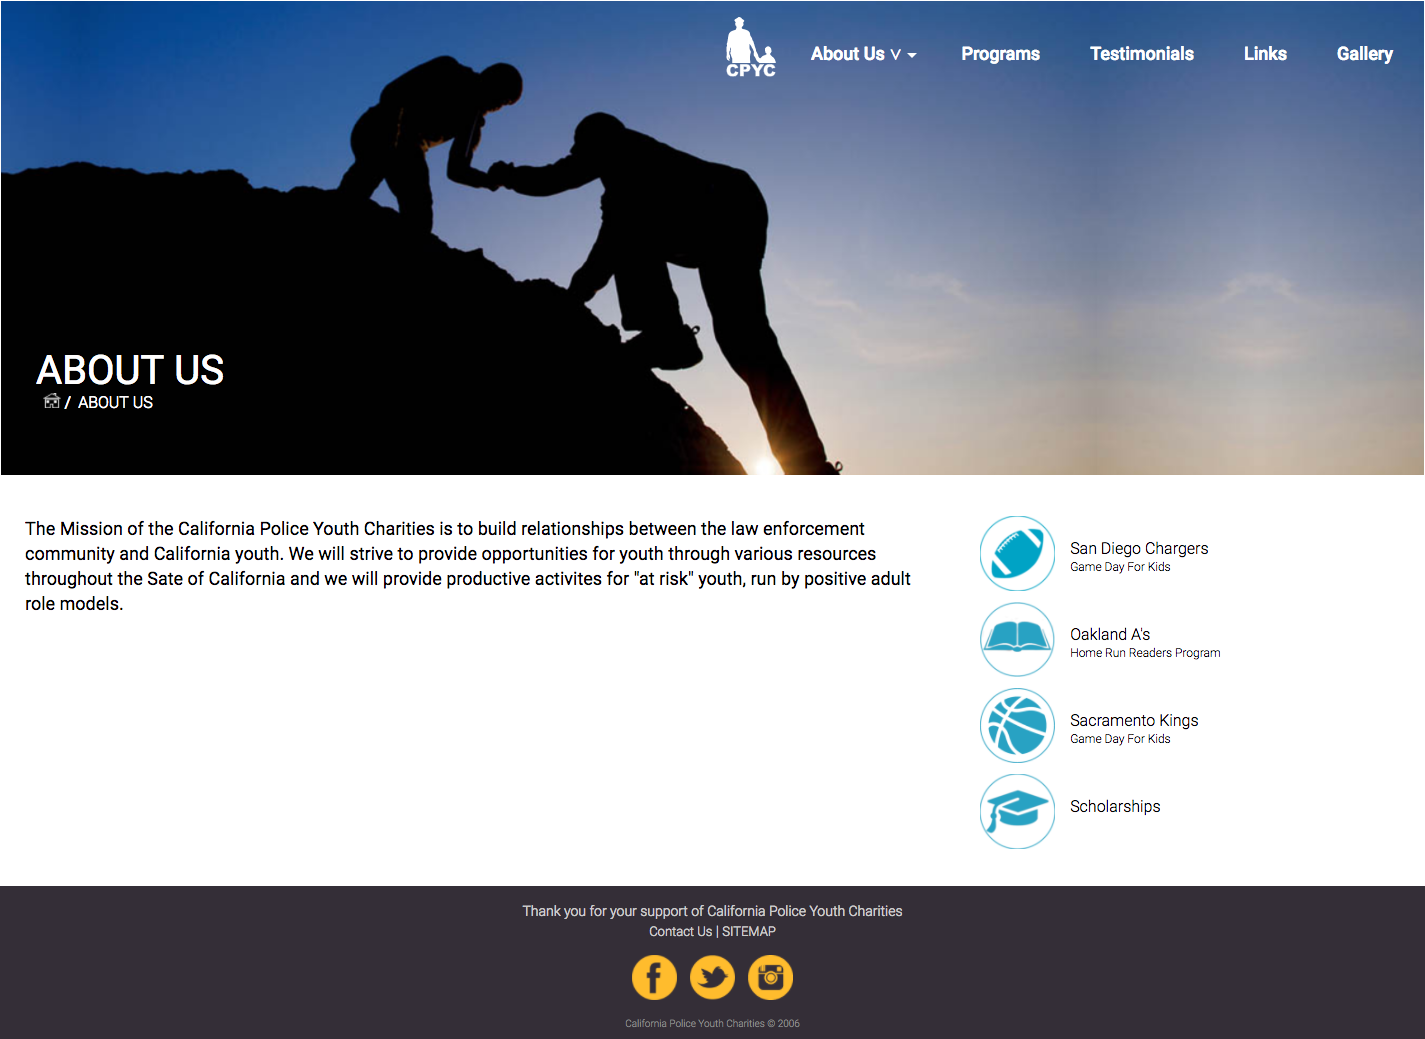 CPYC
About Us V
Programs
Testimonials
Links
Gallery
ABOUT US
/ ABOUT US
The Mission of the California Police Youth Charities is to build relationships between the law enforcement
community and California youth. We will strive to provide opportunities for youth through various resources
throughout the Sate of California and we will provide productive activites for "at risk" youth, run by positive adult
role models.
San Diego Chargers
Game Day For Kids
Oakland A's
Home Run Readers Program
Sacramento Kings
Game Day For Kids
Scholarships
Thank you for your support of California Police Youth Charities
Contact Us | SITEMAP
California Police Youth Charities © 2006